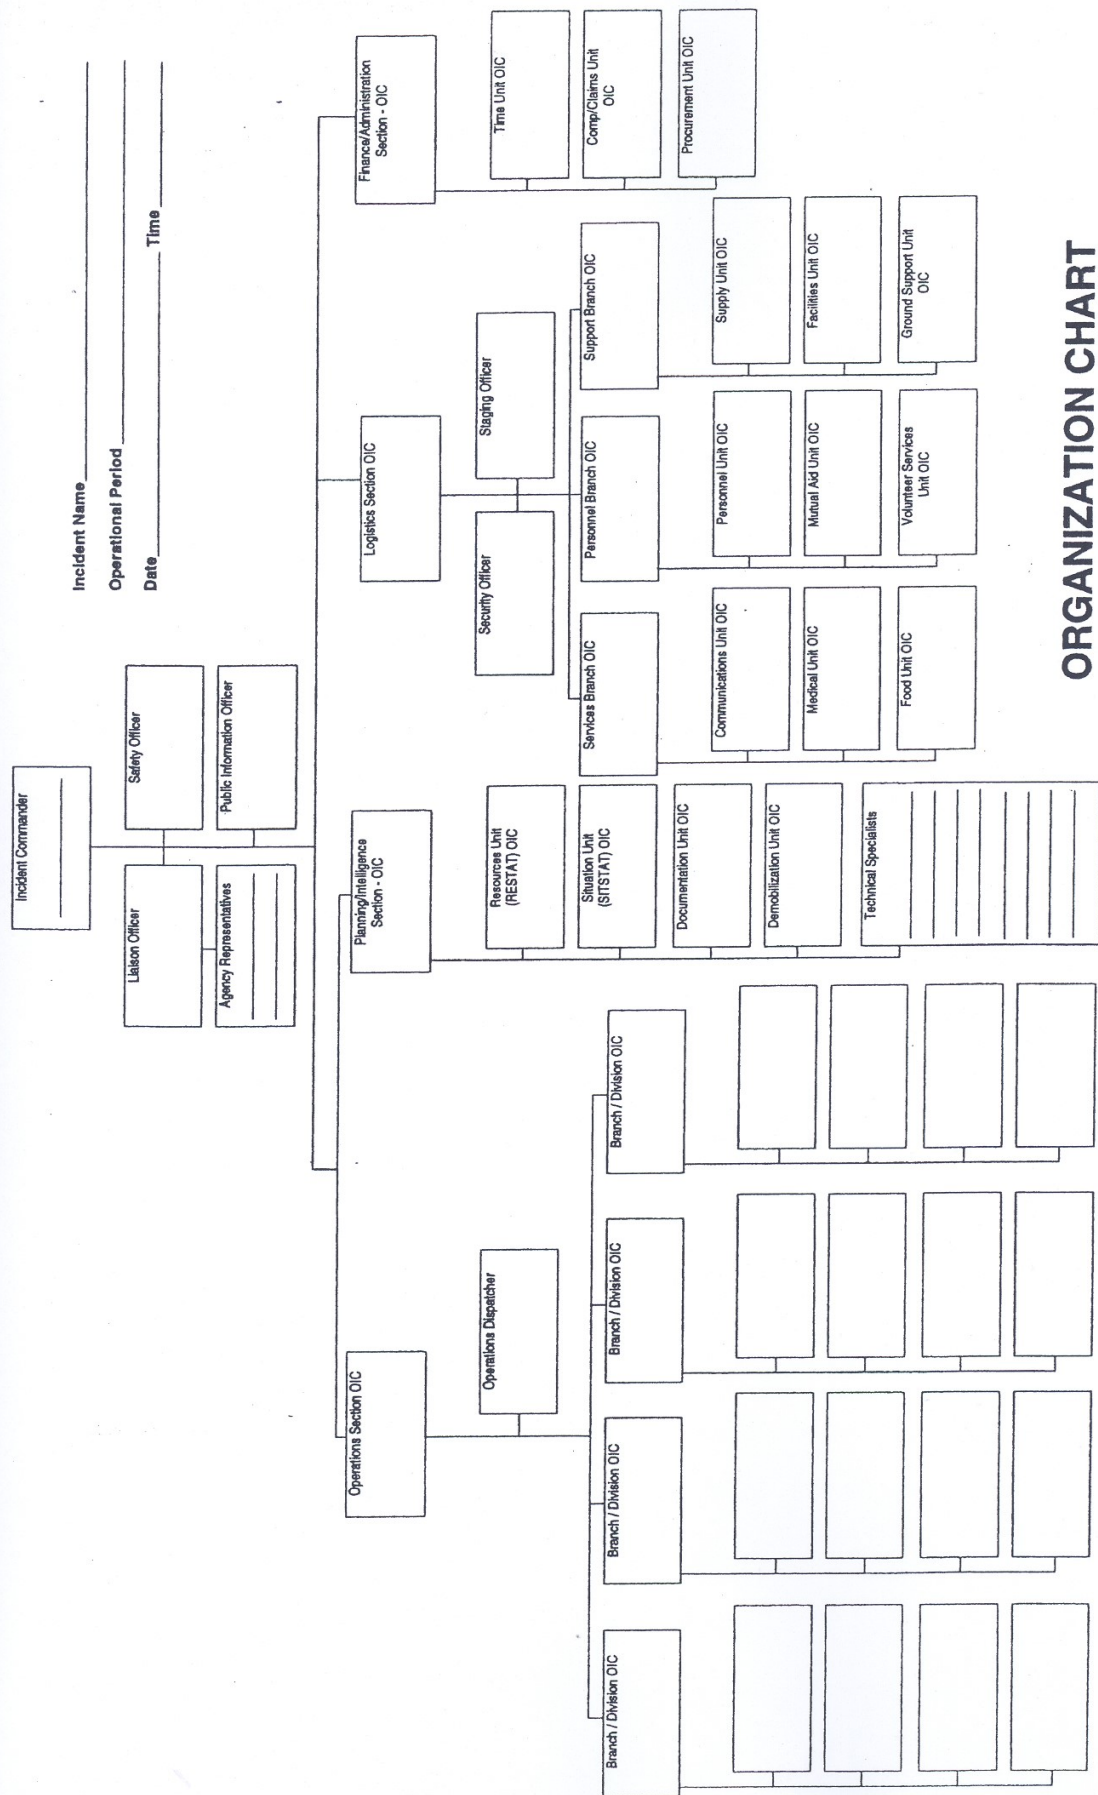 Incident Name
Operational Period
Date Time
Incident Commander
Liaison Officer
Safety Officer
Agency Representatives
Public Information Officer
Operations Section OIC
Planning/Intelligence
Section - OIC
Logistics Section OIC
Finance/Administration
Section - OIC
Operations Dispatcher
Branch / Division OIC
Branch / Division OIC
Branch / Division OIC
Branch / Division OIC
Resources Unit
(RESTAT) OIC
Situation Unit
(SITSTAT) OIC
Documentation Unit OIC
Demobilization Unit OIC
Technical Specialists
Security Officer
Staging Officer
Services Branch OIC
Personnel Branch OIC
Support Branch OIC
Communications Unit OIC
Medical Unit OIC
Food Unit OIC
Personnel Unit OIC
Mutual Aid Unit OIC
Volunteer Services
Unit OIC
Supply Unit OIC
Facilities Unit OIC
Ground Support Unit
OIC
Time Unit OIC
Comp/Claims Unit
OIC
Procurement Unit OIC
ORGANIZATION CHART